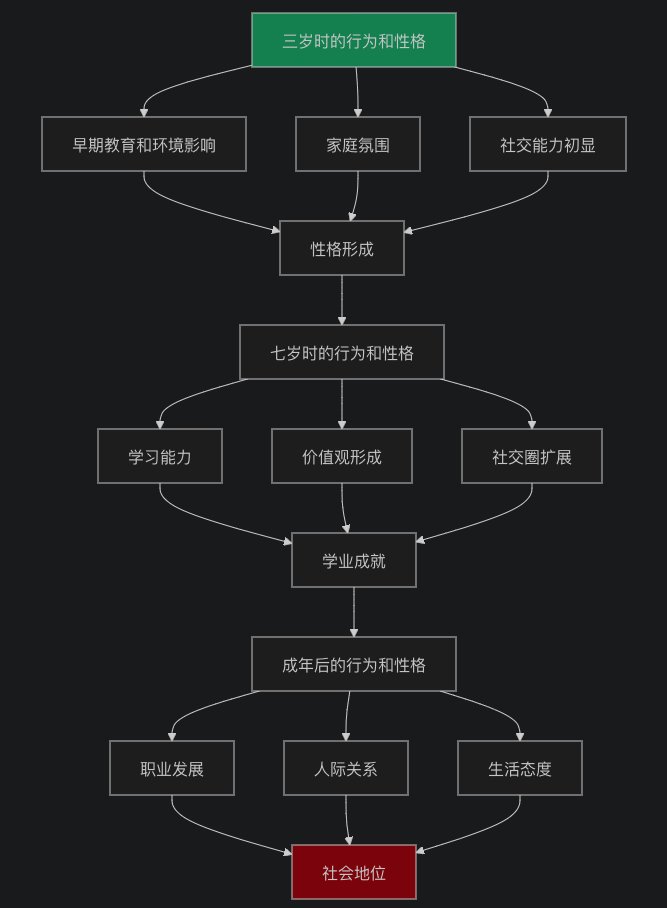 三岁时的行为和性格
早期教育和环境影响
家庭氛围
社交能力初显
性格形成
七岁时的行为和性格
学习能力
价值观形成
社交圈扩展
学业成就
成年后的行为和性格
职业发展
人际关系
生活态度
社会地位